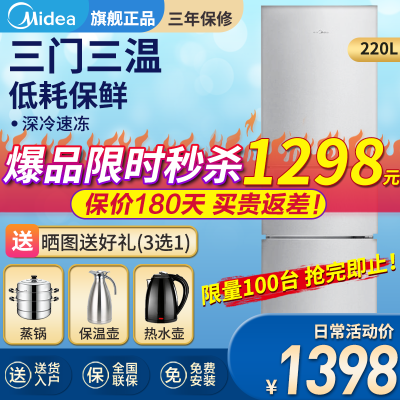 Midea 旗舰正品 三年保修
220L
三门三温
低耗保鲜
•深冷速冻
爆品限时秒杀1298元
保价180天 买贵返差!
送 晒图送好礼(3选1)
蒸锅 保温壶 热水壶
限量100台 抢完即止!
日常活动价
¥1398
送 送货入户 保 全国联保 免 免费安装